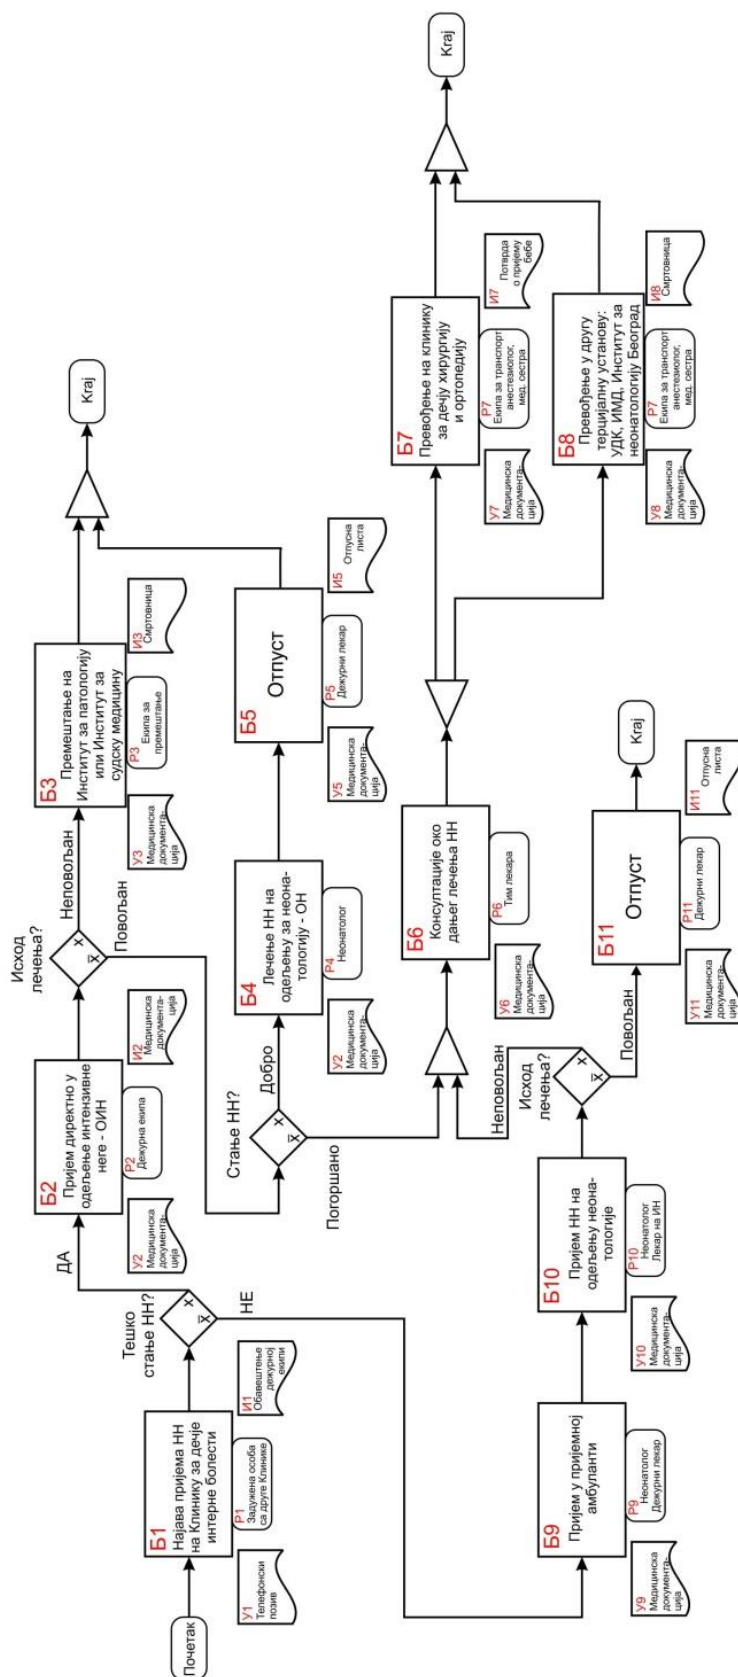 Почетак
Б1
Најава пријема НН
на Клинику за дечје
интерне болести
У1
Телефонски
позив
Р1
Задужена особа
са друге Клинике
И1
Обавештење
дежурној
екипи
Тешко
стање НН?
x
x̅
ДА
НЕ
Б2
Пријем директно у
одељење интензивне
неге - ОИН
У2
Медицинска
документа-
ција
Р2
Дежурна екипа
И2
Медицинска
документа-
ција
Исход
лечења?
x
x̅
Неповољан
Повољан
Б3
Премештање на
Институт за патологију
или Институт за
судску медицину
У3
Медицинска
документа-
ција
Р3
Екипа за
премештање
И3
Смртовница
Kraj
Стање НН?
x
x̅
Добро
Погоршано
Б4
Лечење НН на
одељењу за неона-
тологију - ОН
У2
Медицинска
документа-
ција
Р4
Неонатолог
Б5
Отпуст
У5
Медицинска
документа-
ција
Р5
Дежурни лекар
И5
Отпусна
листа
Б6
Консултације око
даљег лечења НН
У6
Медицинска
документа-
ција
Р6
Тим лекара
Б7
Превођење на клинику
за дечју хирургију
и ортопедију
У7
Медицинска
документа-
ција
Р7
Екипа за транспорт
анестезиолог,
мед. сестра
И7
Потврда
о пријему
бебе
Б8
Превођење у другу
терцијалну установу:
УДК, ИМД, Институт за
неонатологију Београд
У8
Медицинска
документа-
ција
Р7
Екипа за транспорт
анестезиолог,
мед. сестра
И8
Смртовница
Kraj
Б9
Пријем у пријемној
амбуланти
У9
Медицинска
документа-
ција
Р9
Неонатолог
Дежурни лекар
Б10
Пријем НН на
одељењу неона-
тологије
У10
Медицинска
документа-
ција
Р10
Неонатолог
Лекар на ИН
Неповољан
Исход
лечења?
x
x̅
Повољан
Б11
Отпуст
У11
Медицинска
документа-
ција
Р11
Дежурни лекар
И11
Отпусна
листа
Kraj